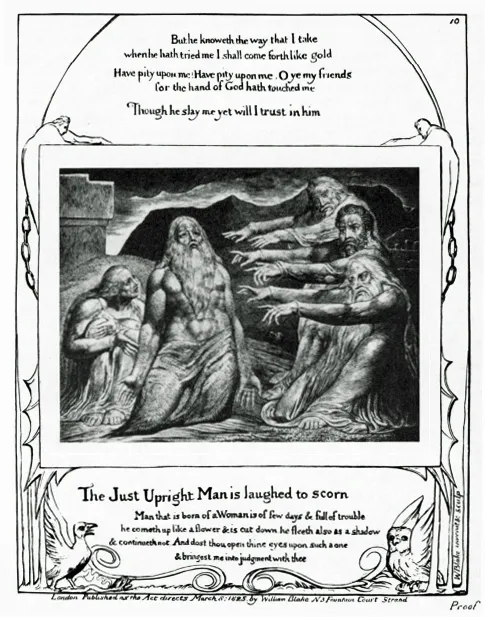 10
But he knoweth the way that I take
when he hath tried me I shall come forth like gold
Have pity upon me! Have pity upon me. O ye my friends
for the hand of God hath touched me
Though he slay me yet will I trust in him
The Just Upright Man is laughed to scorn
Man that is born of a Woman is of few days & full of trouble
he cometh up like a flower & is cut down he fleeth also as a shadow
& continueth not And dost thou open thine eyes upon such a one
& bringest me into judgment with thee
WBlake invenit & sculp
London Published as the Act directs March 8: 1825 by William Blake N3 Fountain Court Strand
Proof